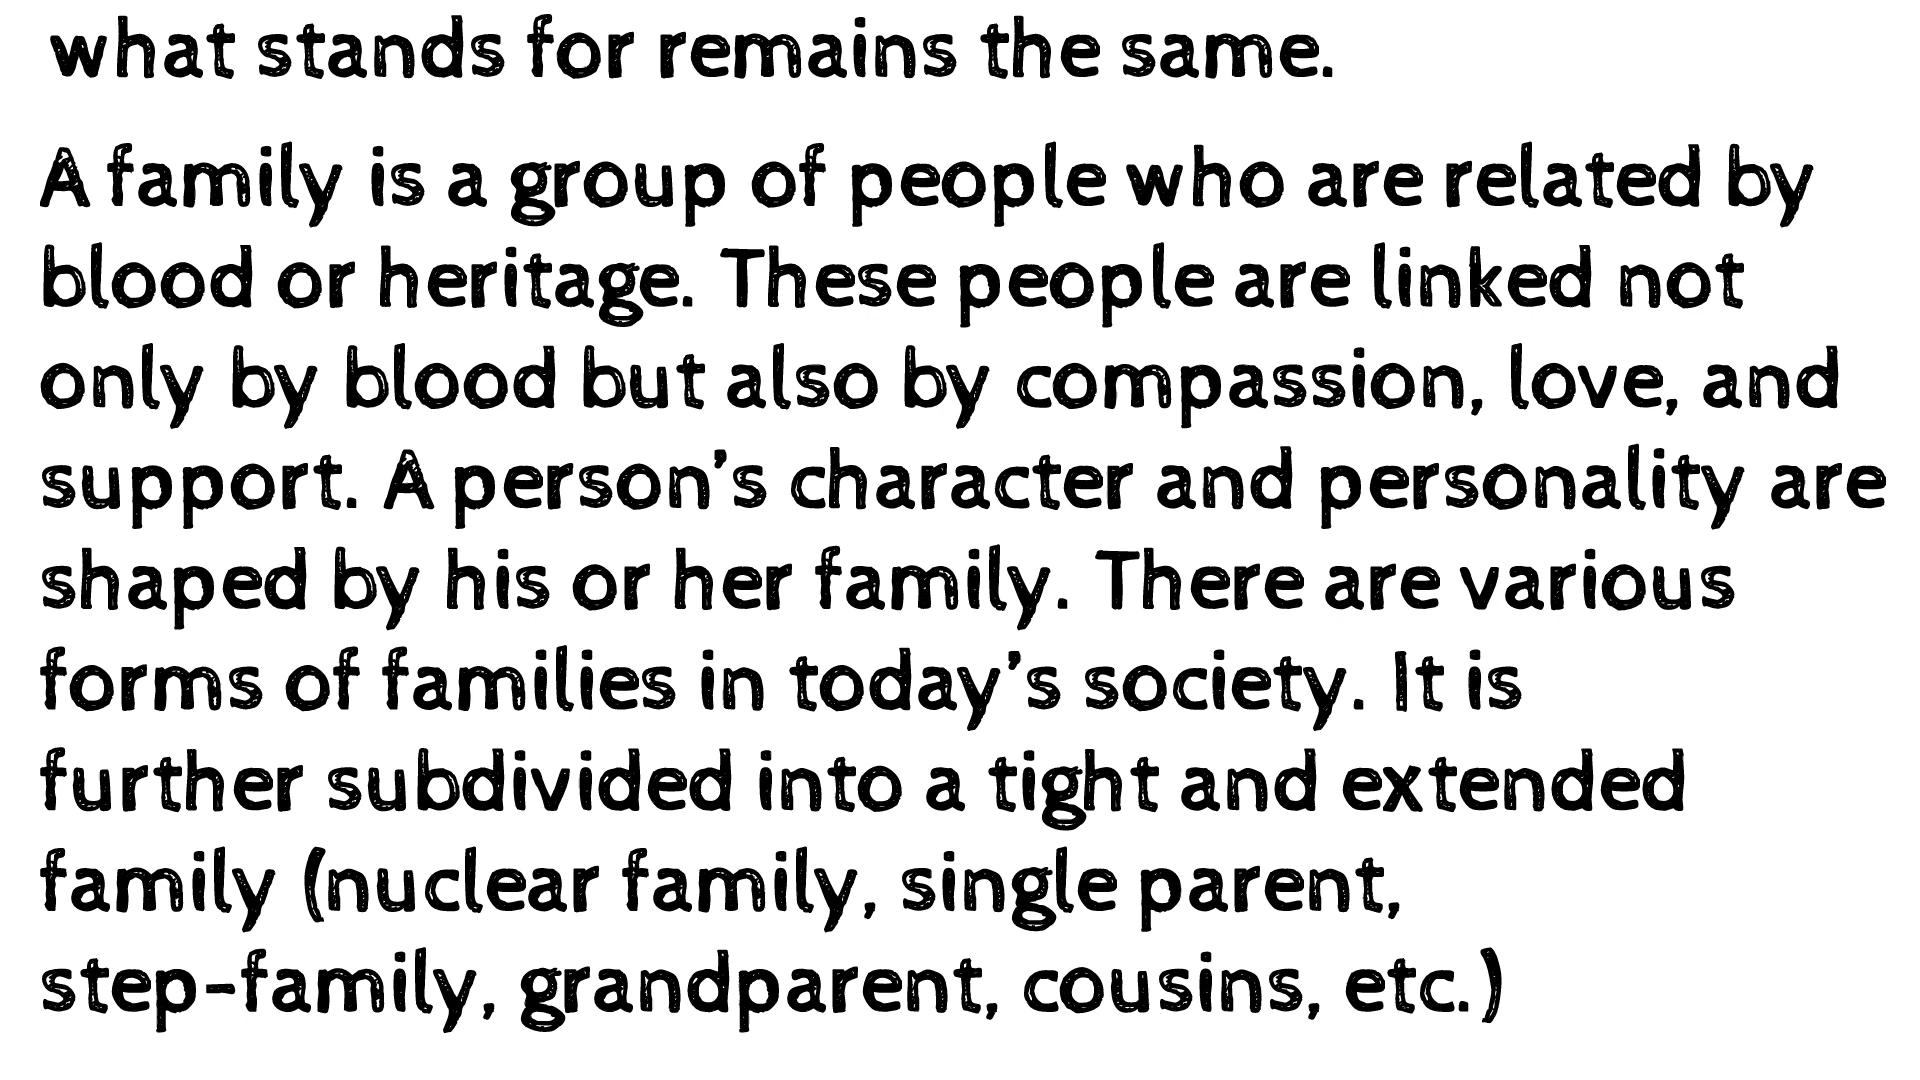 what stands for remains the same.
A family is a group of people who are related by
blood or heritage. These people are linked not
only by blood but also by compassion, love, and
support. A person's character and personality are
shaped by his or her family. There are various
forms of families in today's society. It is
further subdivided into a tight and extended
family (nuclear family, single parent,
step-family, grandparent, cousins, etc.)